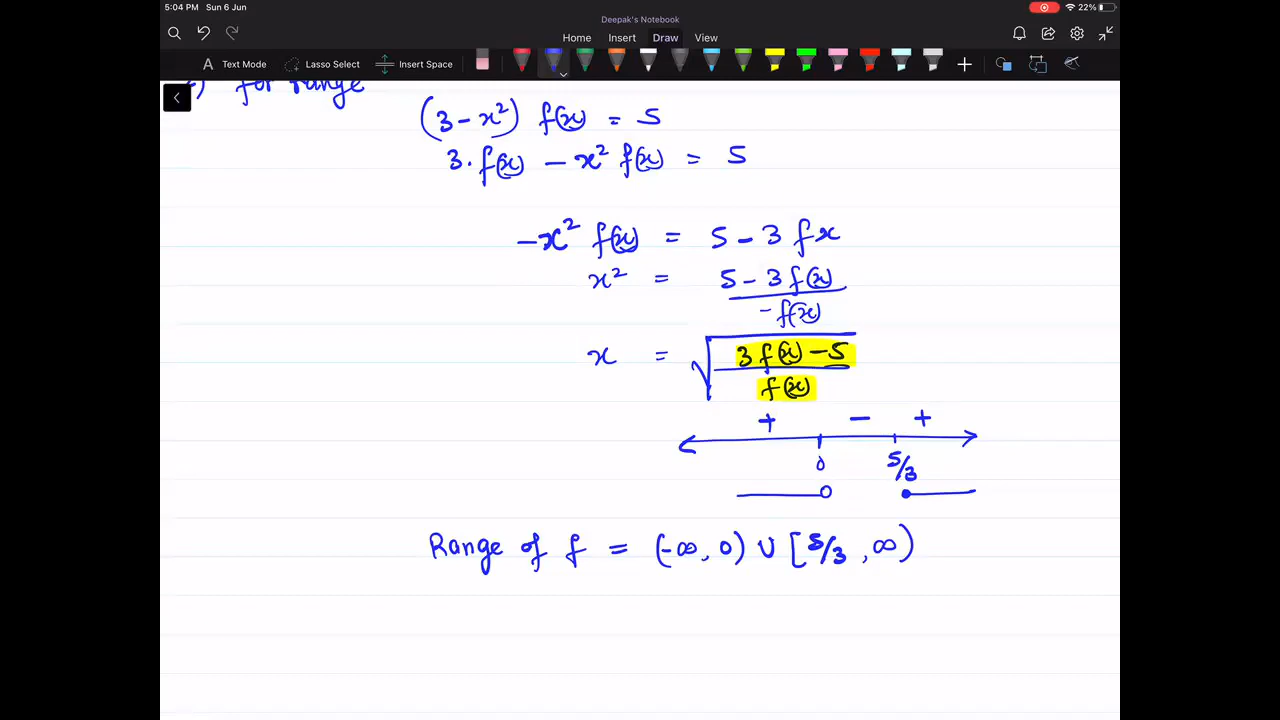 5:04 PM Sun 6 Jun
22%
Deepak's Notebook
Home Insert Draw View
Text Mode Lasso Select Insert Space
for range
(3 - x²) f(x) = 5
3. f(x) - x² f(x) = 5
-x² f(x) = 5 - 3 fx
x² = 5 - 3 f(x)
- f(x)
x = √ 3 f(x) - 5
f(x)
+ - +
0 5/3
Range of f = (-∞, 0) ∪ [5/3, ∞)